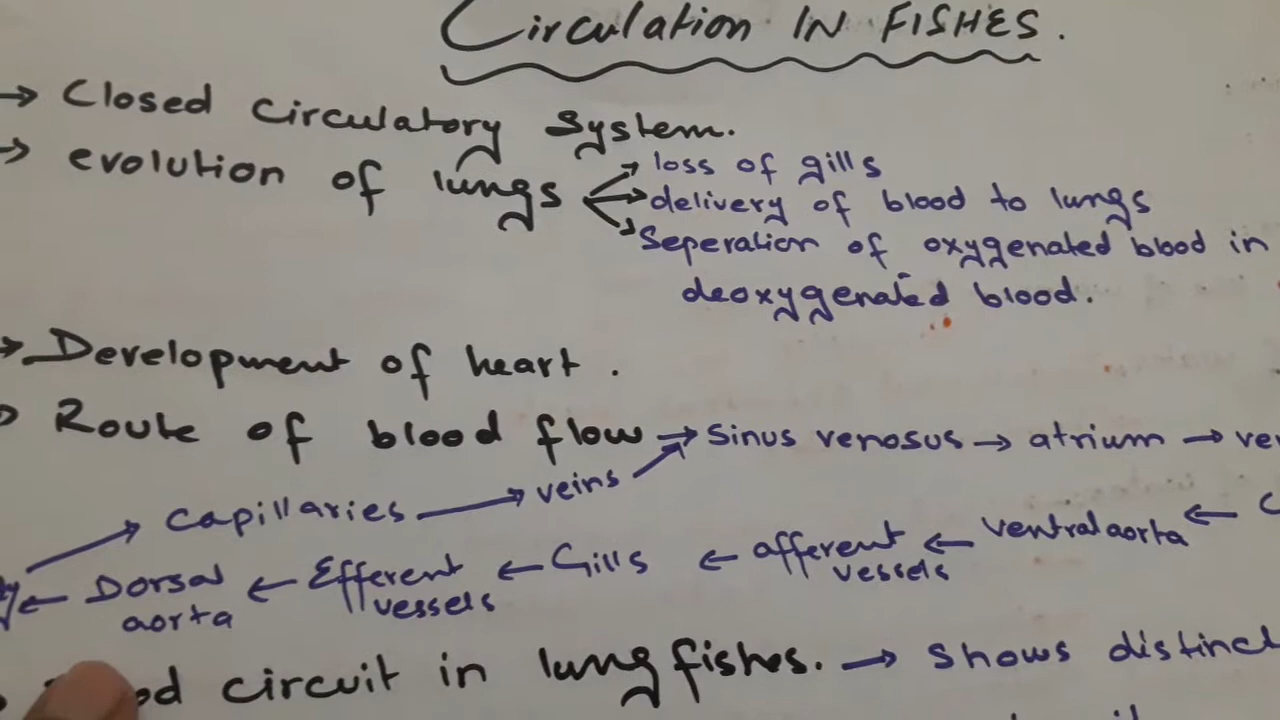 Circulation IN FISHES.
→ Closed Circulatory System.
→ evolution of lungs → loss of gills
→ delivery of blood to lungs
→ Seperation of oxygenated blood in
deoxygenated blood.
→ Development of heart.
Route of blood flow → Sinus venosus → atrium →
→ Capillaries → veins →
← Dorsal aorta ← Efferent vessels ← Gills ← afferent vessels ← ventral aorta ←
circuit in lung fishes. → Shows distinct